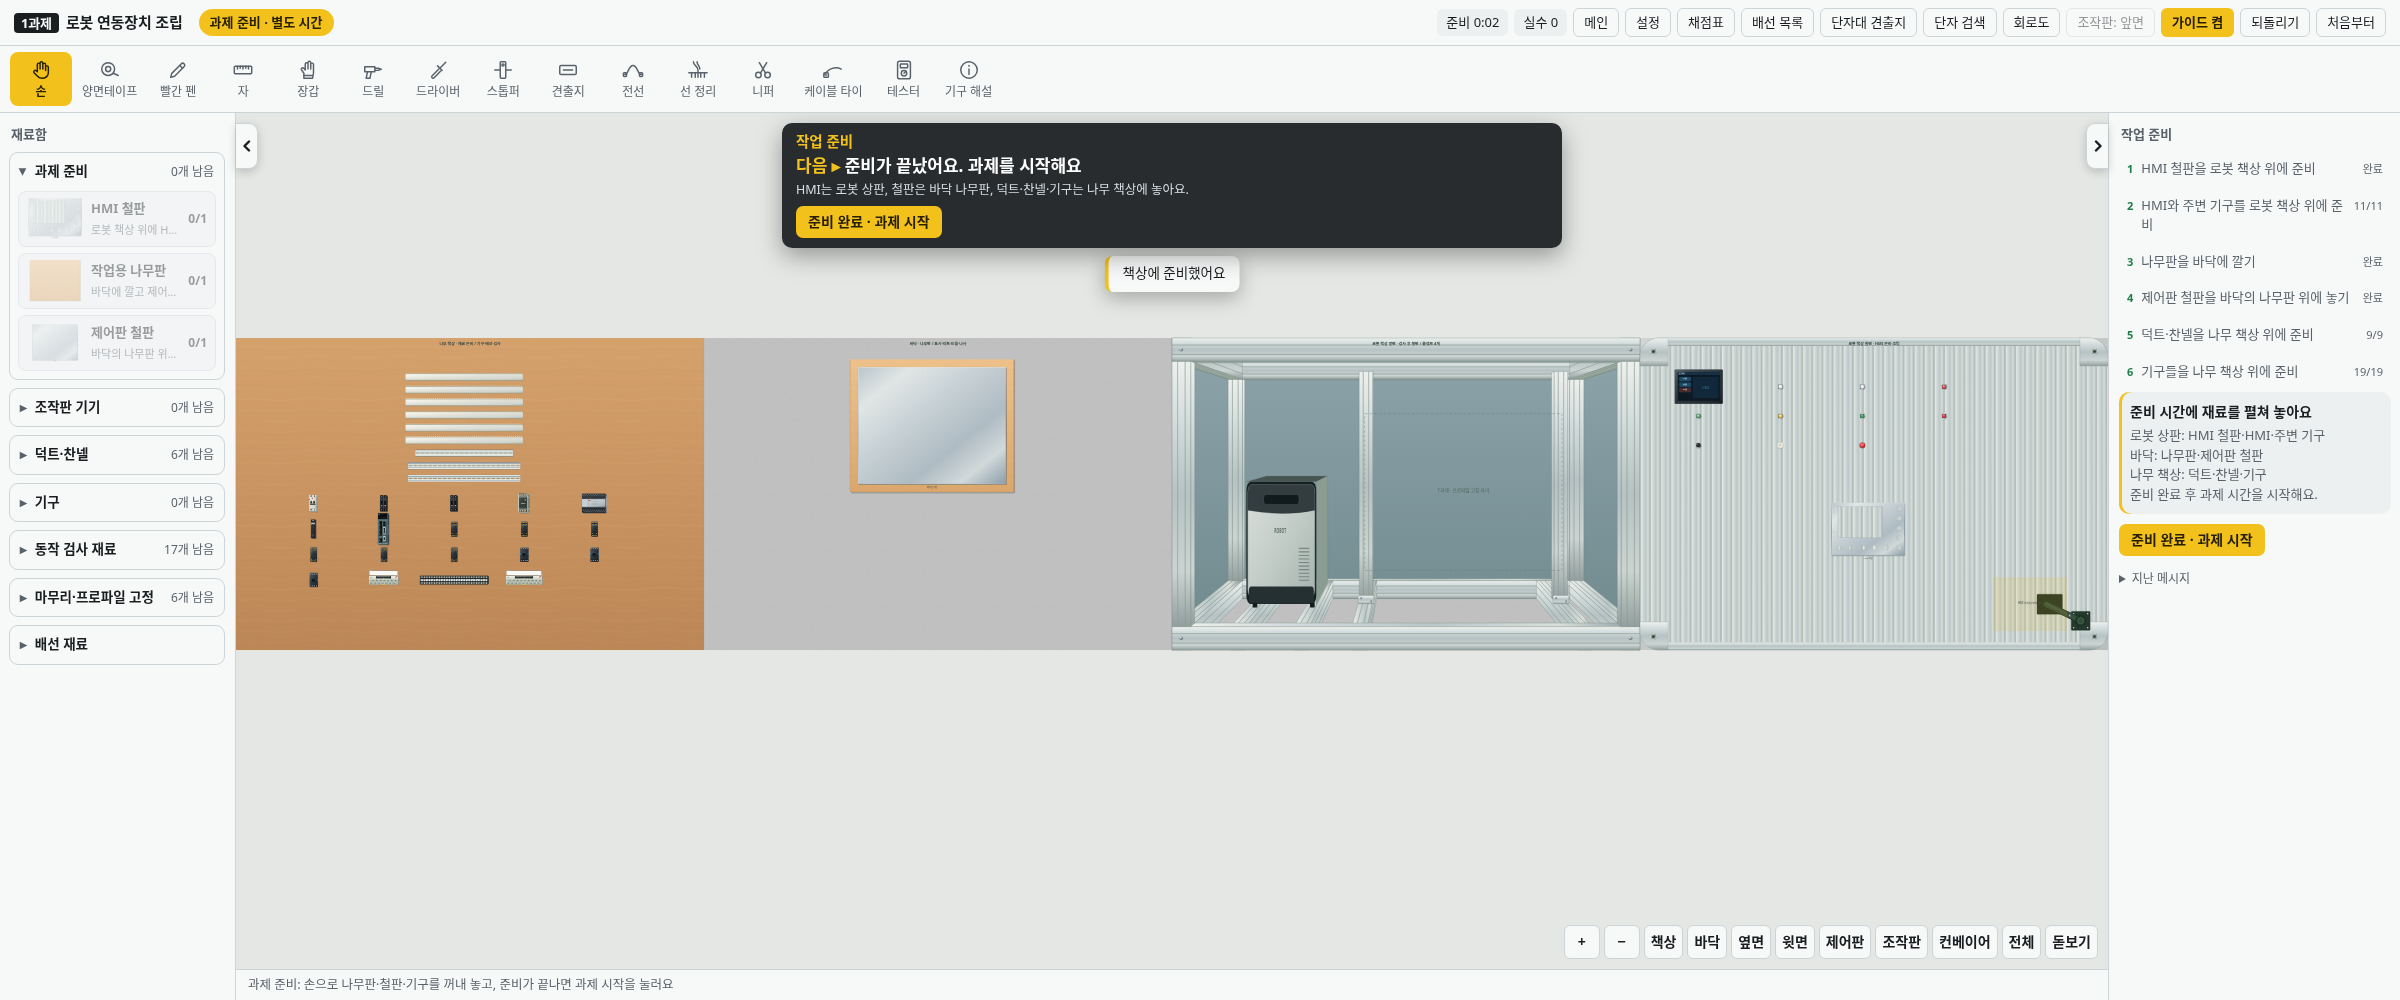 1과제 로봇 연동장치 조립 과제 준비 · 별도 시간
준비 0:02 실수 0 메인 설정 채점표 배선 목록 단자대 견출지 단자 검색 회로도 조작판: 앞면 가이드 켬 되돌리기 처음부터
손 양면테이프 빨간 펜 자 장갑 드릴 드라이버 스톱퍼 견출지 전선 선 정리 니퍼 케이블 타이 테스터 기구 해설
재료함
▼ 과제 준비 0개 남음
HMI 철판 0/1
로봇 책상 위에 H...
작업용 나무판 0/1
바닥에 깔고 제어...
제어판 철판 0/1
바닥의 나무판 위...
▶ 조작판 기기 0개 남음
▶ 덕트·찬넬 6개 남음
▶ 기구 0개 남음
▶ 동작 검사 재료 17개 남음
▶ 마무리·프로파일 고정 6개 남음
▶ 배선 재료
작업 준비
다음 ▸ 준비가 끝났어요. 과제를 시작해요
HMI는 로봇 상판, 철판은 바닥 나무판, 덕트·찬넬·기구는 나무 책상에 놓아요.
준비 완료 · 과제 시작
책상에 준비했어요
ROBOT
+ − 책상 바닥 옆면 윗면 제어판 조작판 컨베이어 전체 돋보기
과제 준비: 손으로 나무판·철판·기구를 꺼내 놓고, 준비가 끝나면 과제 시작을 눌러요
작업 준비
1 HMI 철판을 로봇 책상 위에 준비 완료
2 HMI와 주변 기구를 로봇 책상 위에 준 11/11
비
3 나무판을 바닥에 깔기 완료
4 제어판 철판을 바닥의 나무판 위에 놓기 완료
5 덕트·찬넬을 나무 책상 위에 준비 9/9
6 기구들을 나무 책상 위에 준비 19/19
준비 시간에 재료를 펼쳐 놓아요
로봇 상판: HMI 철판·HMI·주변 기구
바닥: 나무판·제어판 철판
나무 책상: 덕트·찬넬·기구
준비 완료 후 과제 시간을 시작해요.
준비 완료 · 과제 시작
▶ 지난 메시지